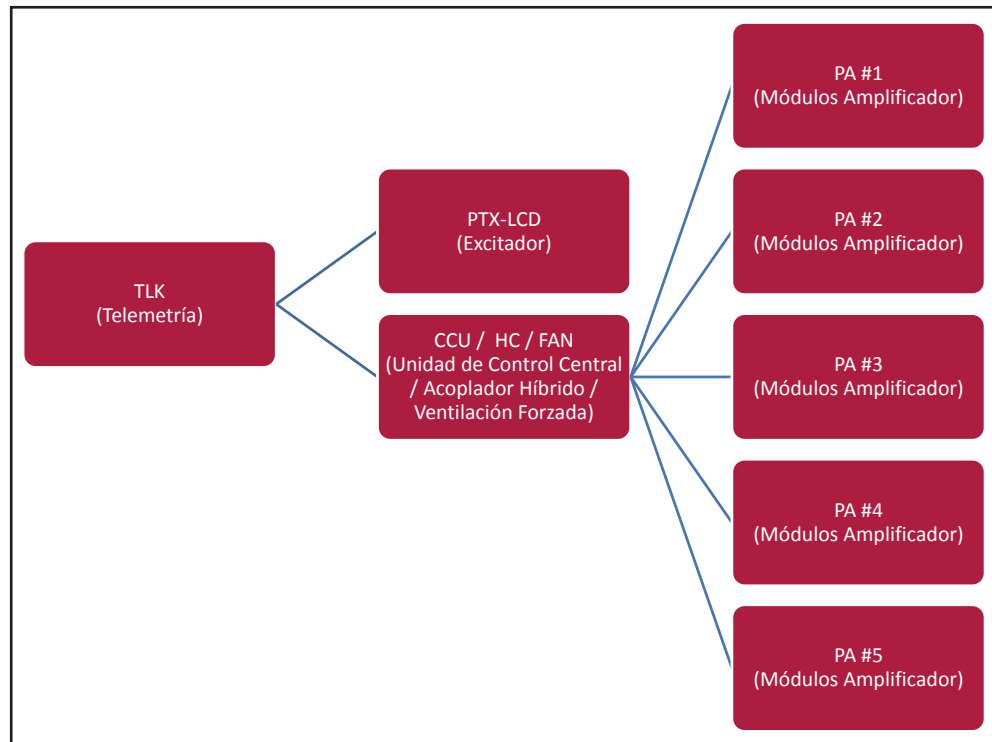 TLK
(Telemetría)
PTX-LCD
(Excitador)
CCU / HC / FAN
(Unidad de Control Central
/ Acoplador Híbrido /
Ventilación Forzada)
PA #1
(Módulos Amplificador)
PA #2
(Módulos Amplificador)
PA #3
(Módulos Amplificador)
PA #4
(Módulos Amplificador)
PA #5
(Módulos Amplificador)